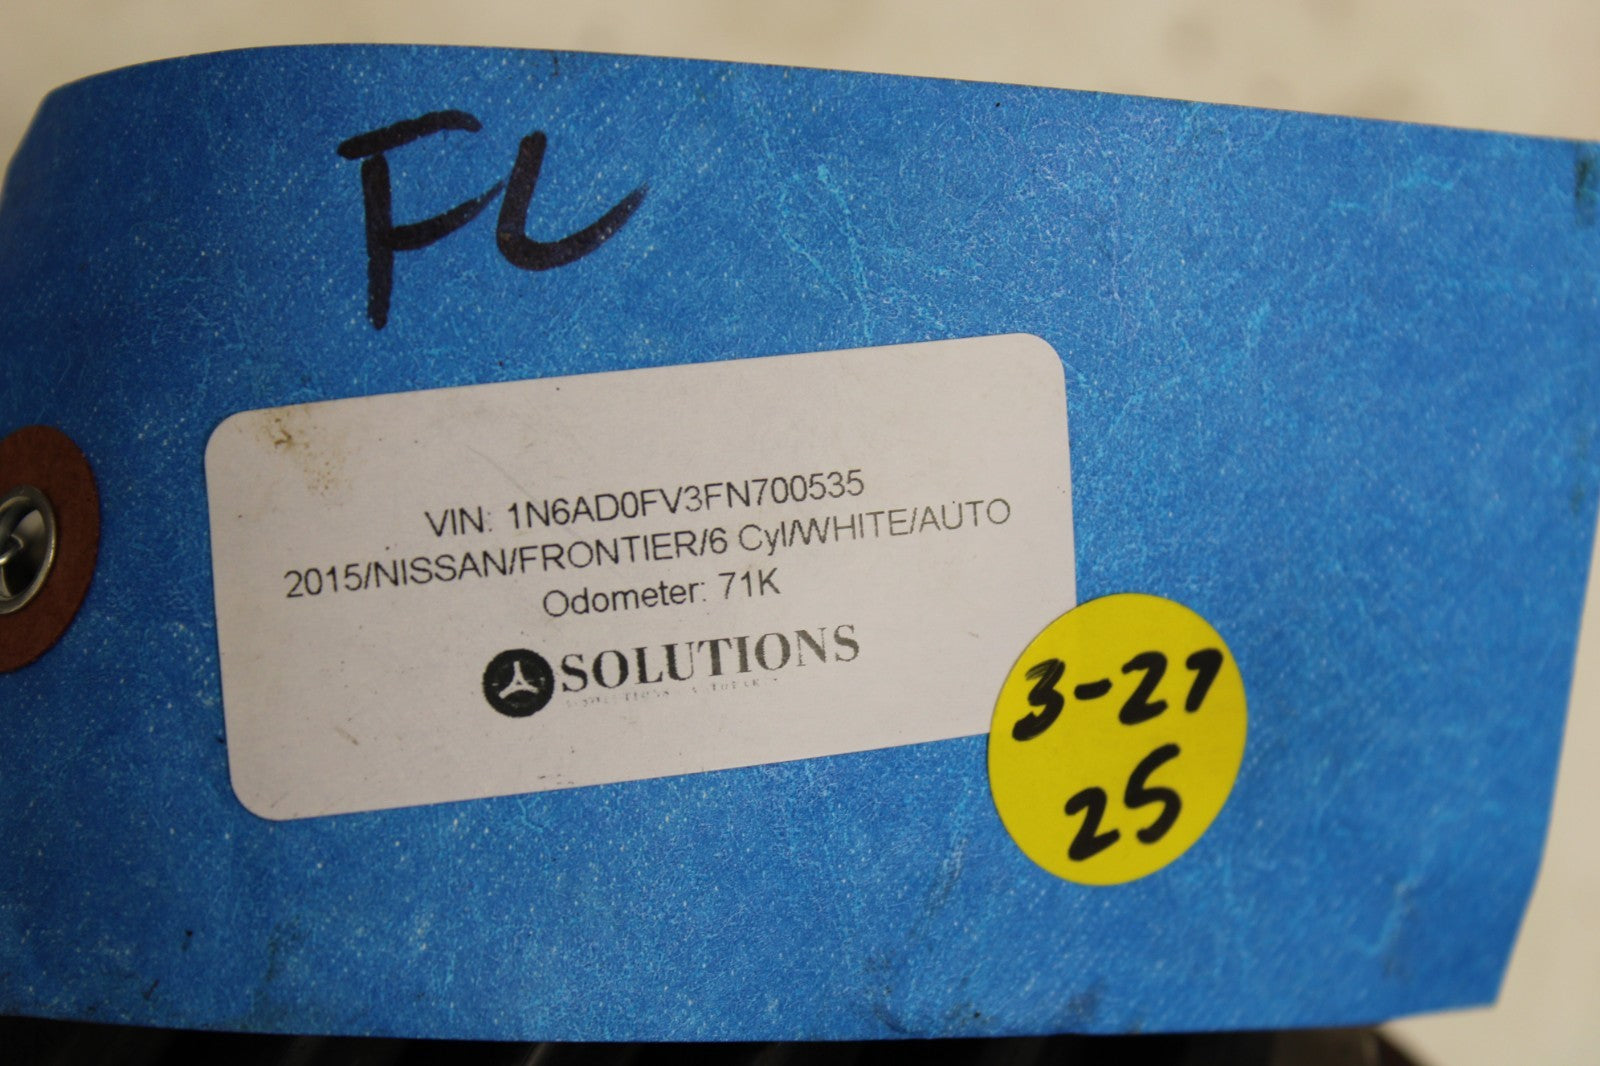 FL
VIN: 1N6AD0FV3FN700535
2015/NISSAN/FRONTIER/6 Cyl/WHITE/AUTO
Odometer: 71K
SOLUTIONS
3-27
25